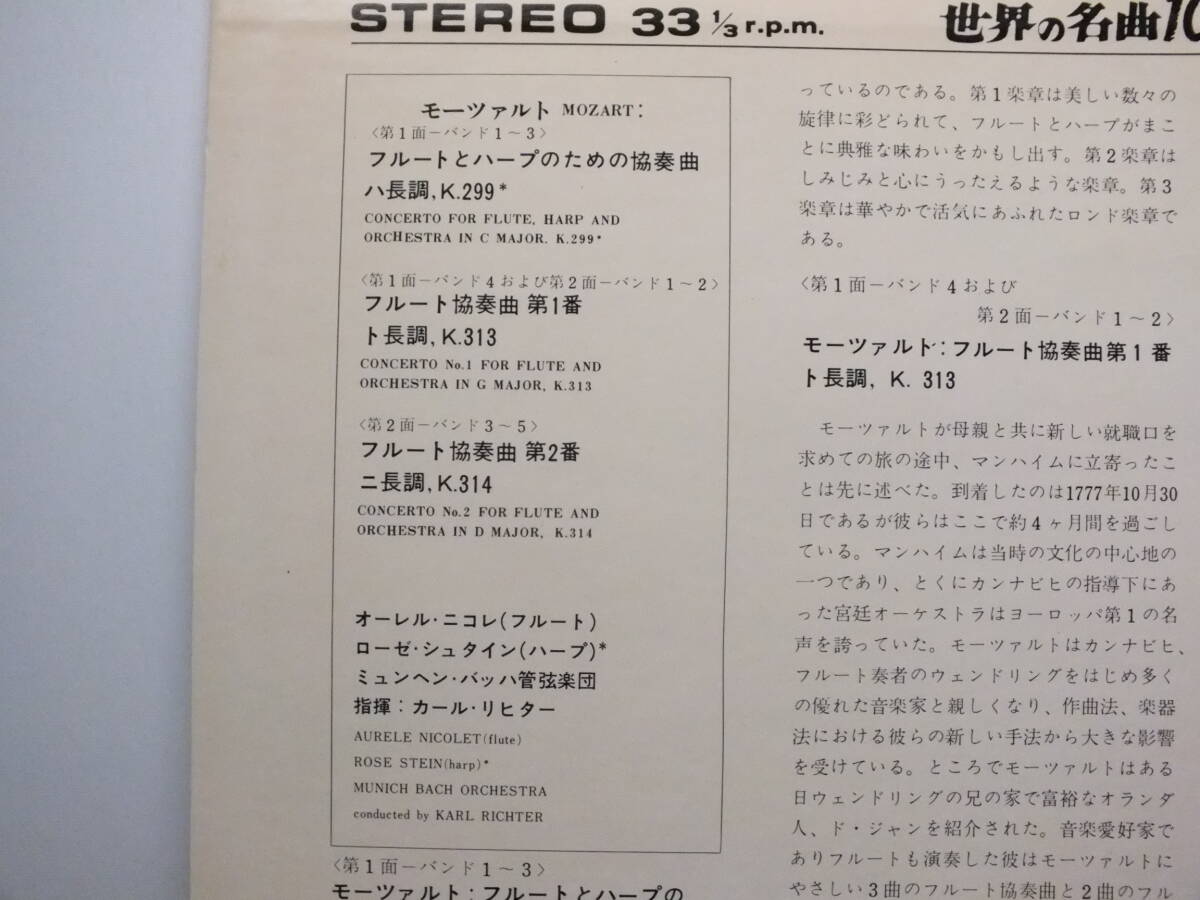 STEREO 33 1/3 r.p.m.
世界の名曲10
モーツァルト MOZART:
〈第1面－バンド1～3〉
フルートとハープのための協奏曲
ハ長調, K.299*
CONCERTO FOR FLUTE, HARP AND
ORCHESTRA IN C MAJOR. K.299*
〈第1面－バンド4および第2面－バンド1～2〉
フルート協奏曲 第1番
ト長調, K.313
CONCERTO No.1 FOR FLUTE AND
ORCHESTRA IN G MAJOR, K.313
〈第2面－バンド3～5〉
フルート協奏曲 第2番
ニ長調, K.314
CONCERTO No.2 FOR FLUTE AND
ORCHESTRA IN D MAJOR, K.314
オーレル・ニコレ(フルート)
ローゼ・シュタイン(ハープ)*
ミュンヘン・バッハ管弦楽団
指揮: カール・リヒター
AURELE NICOLET(flute)
ROSE STEIN(harp)*
MUNICH BACH ORCHESTRA
conducted by KARL RICHTER
〈第1面－バンド1～3〉
モーツァルト: フルートとハープの
っているのである。第1楽章は美しい数々の
旋律に彩どられて、フルートとハープがまこ
とに典雅な味わいをかもし出す。第2楽章は
しみじみと心にうったえるような楽章。第3
楽章は華やかで活気にあふれたロンド楽章で
ある。
〈第1面－バンド4および
第2面－バンド1～2〉
モーツァルト: フルート協奏曲第1番
ト長調, K. 313
モーツァルトが母親と共に新しい就職口を
求めての旅の途中、マンハイムに立寄ったこ
とは先に述べた。到着したのは1777年10月30
日であるが彼らはここで約4ヶ月間を過ごし
ている。マンハイムは当時の文化の中心地の
一つであり、とくにカンナビヒの指導下にあ
った宮廷オーケストラはヨーロッパ第1の名
声を誇っていた。モーツァルトはカンナビヒ、
フルート奏者のウェンドリングをはじめ多く
の優れた音楽家と親しくなり、作曲法、楽器
法における彼らの新しい手法から大きな影響
を受けている。ところでモーツァルトはある
日ウェンドリングの兄の家で富裕なオランダ
人、ド・ジャンを紹介された。音楽愛好家で
ありフルートも演奏した彼はモーツァルトに
やさしい3曲のフルート協奏曲と2曲のフル